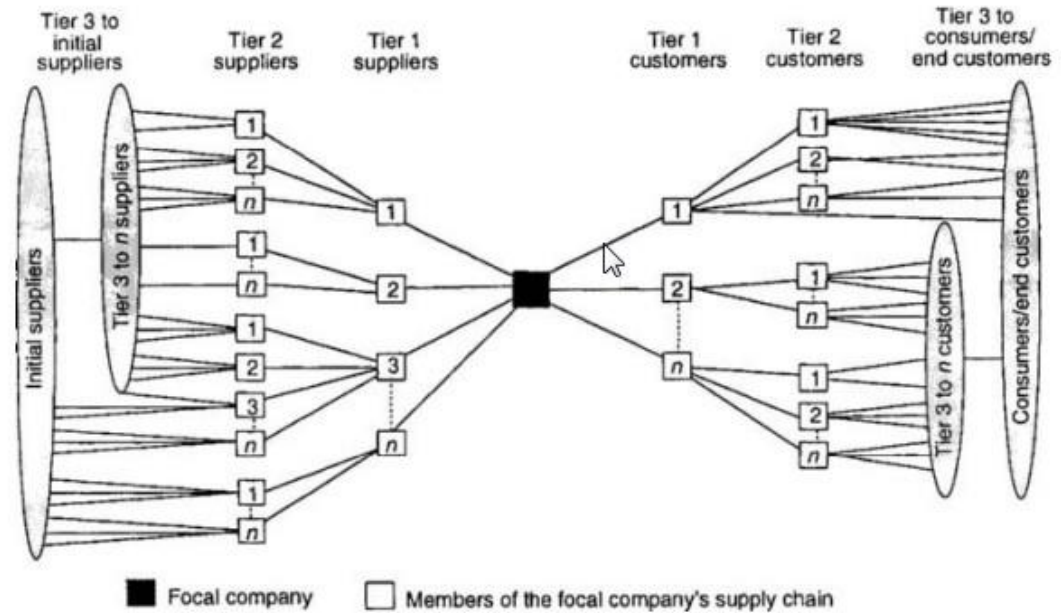 Tier 3 to
initial
suppliers
Tier 2
suppliers
Tier 1
suppliers
Tier 1
customers
Tier 2
customers
Tier 3 to
consumers/
end customers
Initial suppliers
Tier 3 to n suppliers
1
2
n
1
n
1
2
3
n
1
n
1
2
3
n
1
2
n
1
2
n
1
n
1
2
n
Tier 3 to n customers
Consumers/end customers
Focal company
Members of the focal company's supply chain